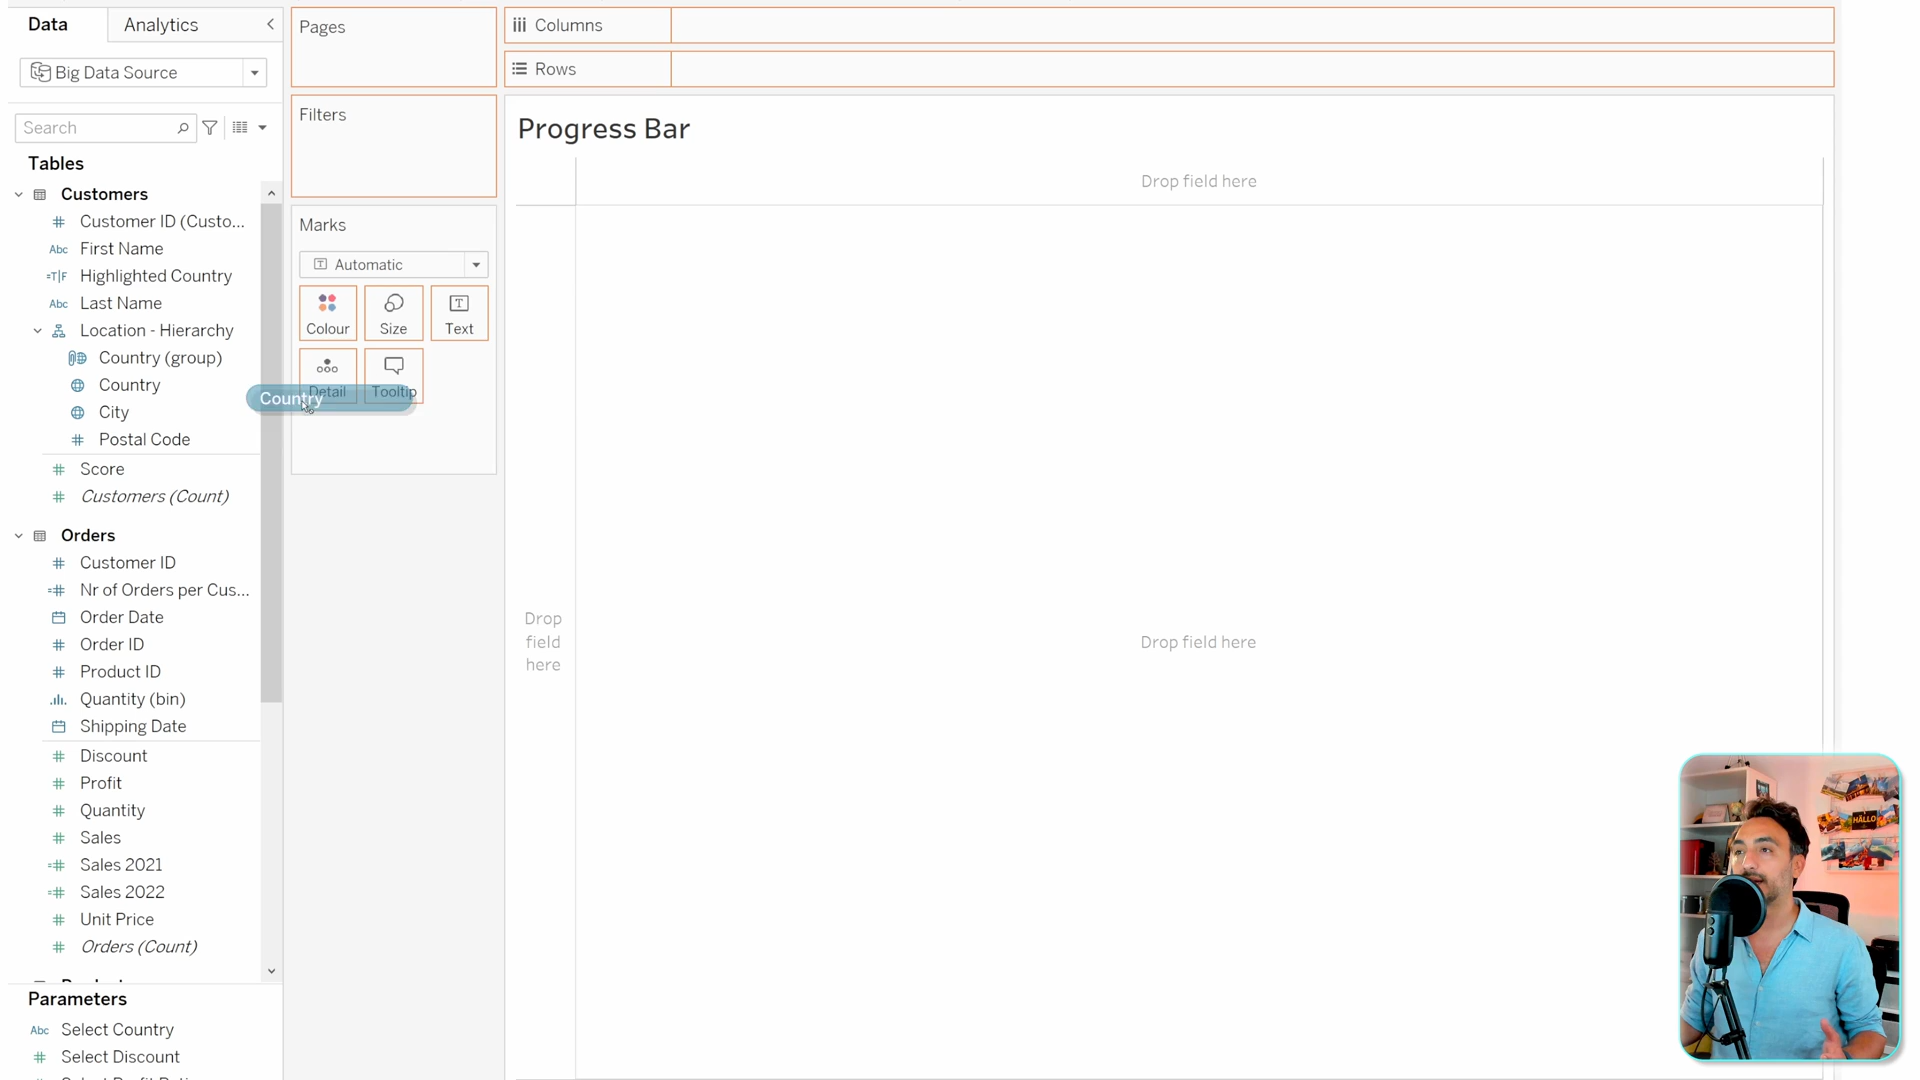 Data
Analytics
Big Data Source
Search
Tables
Customers
Customer ID (Custo...
Abc First Name
=T|F Highlighted Country
Abc Last Name
Location - Hierarchy
Country (group)
Country
City
Postal Code
Score
Customers (Count)
Orders
Customer ID
Nr of Orders per Cus...
Order Date
Order ID
Product ID
Quantity (bin)
Shipping Date
Discount
Profit
Quantity
Sales
Sales 2021
Sales 2022
Unit Price
Orders (Count)
Parameters
Abc Select Country
Select Discount
Pages
Filters
Marks
Automatic
Colour
Size
Text
Detail
Tooltip
Country
Columns
Rows
Progress Bar
Drop field here
Drop
field
here
Drop field here
HALLO